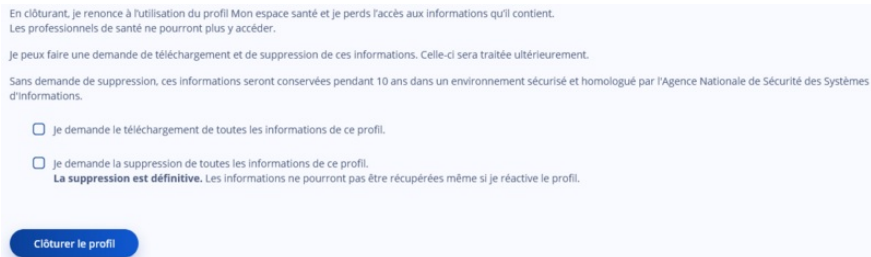 En clôturant, je renonce à l'utilisation du profil Mon espace santé et je perds l'accès aux informations qu'il contient.
Les professionnels de santé ne pourront plus y accéder.
Je peux faire une demande de téléchargement et de suppression de ces informations. Celle-ci sera traitée ultérieurement.
Sans demande de suppression, ces informations seront conservées pendant 10 ans dans un environnement sécurisé et homologué par l'Agence Nationale de Sécurité des Systèmes
d'Informations.
Je demande le téléchargement de toutes les informations de ce profil.
Je demande la suppression de toutes les informations de ce profil.
La suppression est définitive. Les informations ne pourront pas être récupérées même si je réactive le profil.
Clôturer le profil